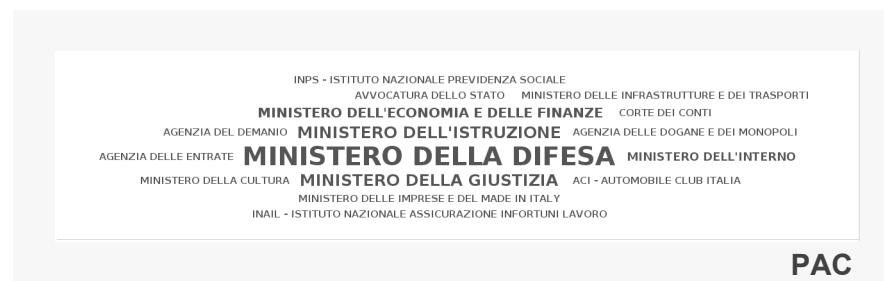 INPS - ISTITUTO NAZIONALE PREVIDENZA SOCIALE
AVVOCATURA DELLO STATO MINISTERO DELLE INFRASTRUTTURE E DEI TRASPORTI
MINISTERO DELL'ECONOMIA E DELLE FINANZE CORTE DEI CONTI
AGENZIA DEL DEMANIO MINISTERO DELL'ISTRUZIONE AGENZIA DELLE DOGANE E DEI MONOPOLI
AGENZIA DELLE ENTRATE MINISTERO DELLA DIFESA MINISTERO DELL'INTERNO
MINISTERO DELLA CULTURA MINISTERO DELLA GIUSTIZIA ACI - AUTOMOBILE CLUB ITALIA
MINISTERO DELLE IMPRESE E DEL MADE IN ITALY
INAIL - ISTITUTO NAZIONALE ASSICURAZIONE INFORTUNI LAVORO
PAC